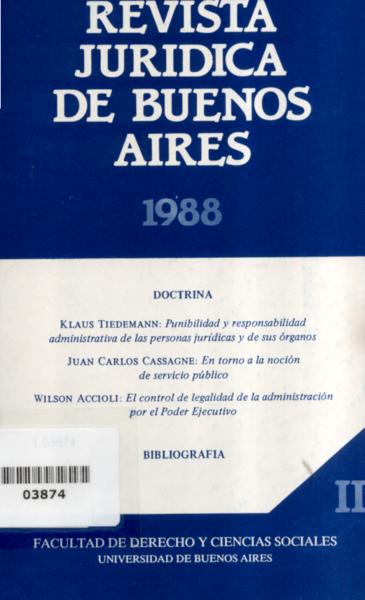 REVISTA
JURIDICA
DE BUENOS
AIRES
1988
DOCTRINA
KLAUS TIEDEMANN: Punibilidad y responsabilidad
administrativa de las personas jurídicas y de sus órganos
JUAN CARLOS CASSAGNE: En torno a la noción
de servicio público
WILSON ACCIOLI: El control de legalidad de la administración
por el Poder Ejecutivo
1.03874
BIBLIOGRAFIA
03874
II
FACULTAD DE DERECHO Y CIENCIAS SOCIALES
UNIVERSIDAD DE BUENOS AIRES